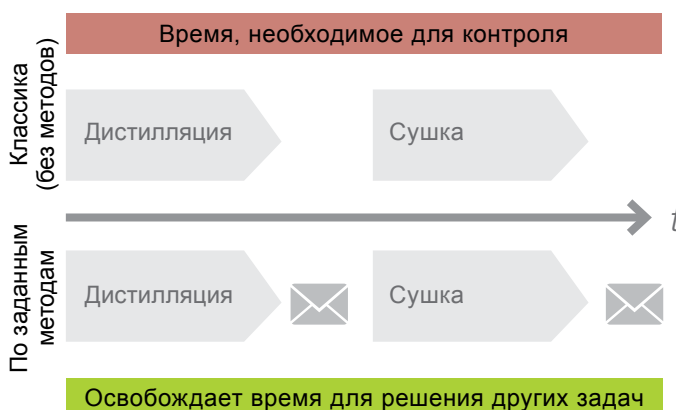 Время, необходимое для контроля
Классика
(без методов)
Дистилляция
Сушка
t
По заданным
методам
Дистилляция
Сушка
Освобождает время для решения других задач